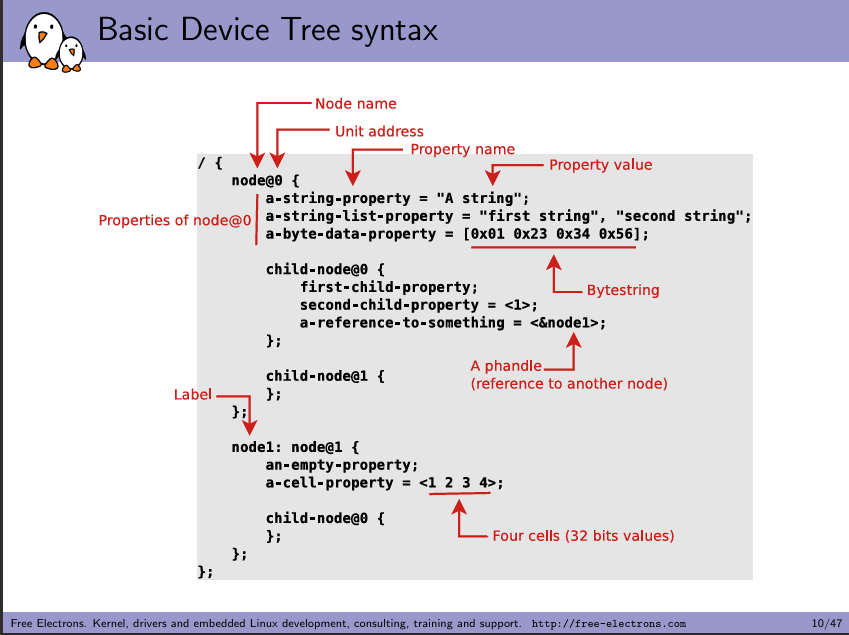 Basic Device Tree syntax
Node name
Unit address
Property name
Property value
/ {
node@0 {
a-string-property = "A string";
a-string-list-property = "first string", "second string";
a-byte-data-property = [0x01 0x23 0x34 0x56];
Properties of node@0
child-node@0 {
first-child-property;
second-child-property = <1>;
a-reference-to-something = <&node1>;
};
Bytestring
A phandle
(reference to another node)
child-node@1 {
};
};
Label
node1: node@1 {
an-empty-property;
a-cell-property = <1 2 3 4>;
child-node@0 {
};
};
};
Four cells (32 bits values)
Free Electrons. Kernel, drivers and embedded Linux development, consulting, training and support. http://free-electrons.com 10/47